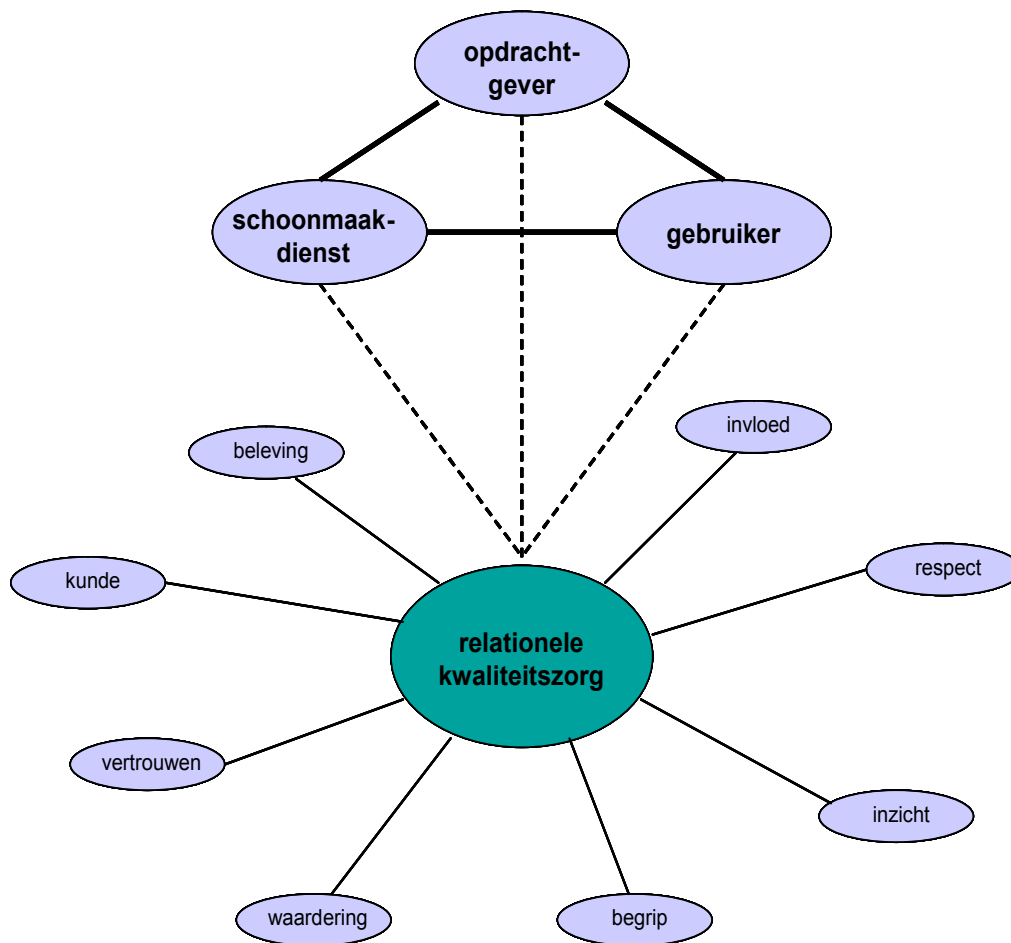 opdracht-
gever
schoonmaak-
dienst
gebruiker
invloed
beleving
respect
kunde
relationele
kwaliteitszorg
vertrouwen
inzicht
waardering
begrip